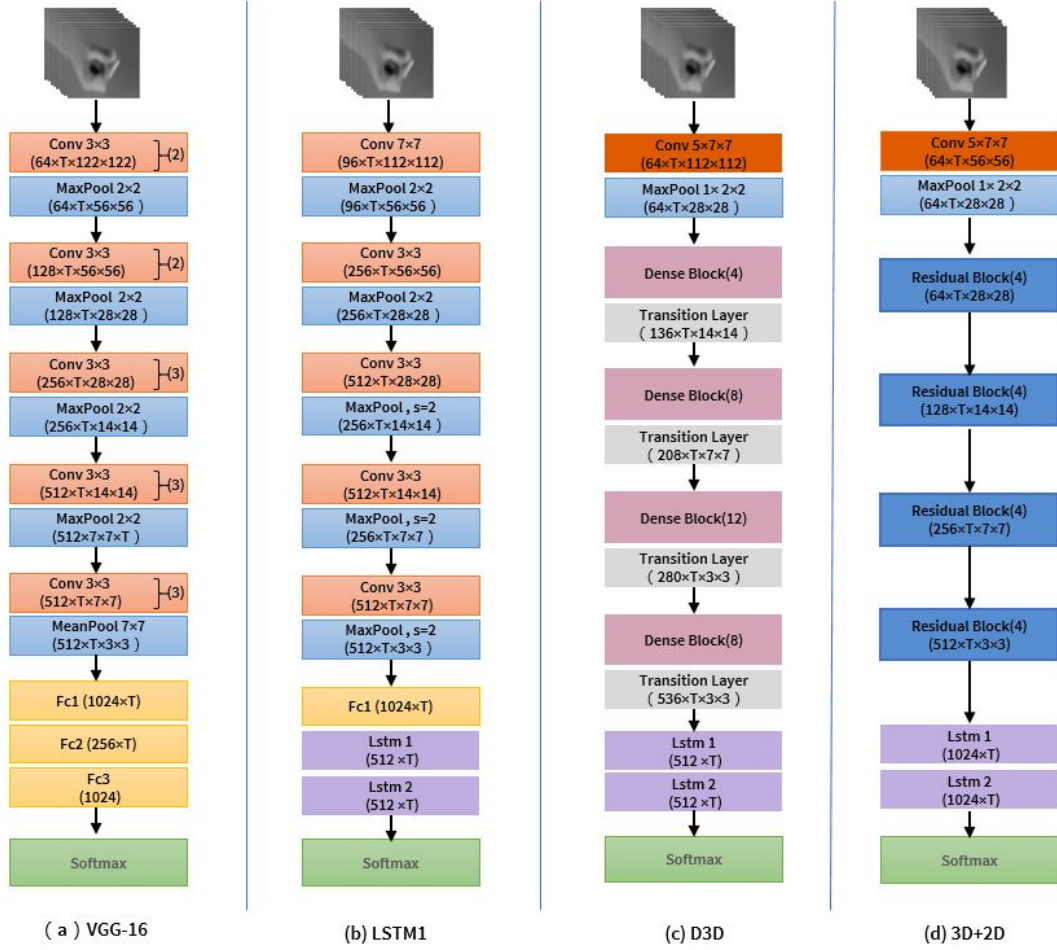 Conv 3×3
(64×T×122×122)
(2)
MaxPool 2×2
(64×T×56×56 )
Conv 3×3
(128×T×56×56)
(2)
MaxPool 2×2
(128×T×28×28 )
Conv 3×3
(256×T×28×28)
(3)
MaxPool 2×2
(256×T×14×14 )
Conv 3×3
(512×T×14×14)
(3)
MaxPool 2×2
(512×7×7×T )
Conv 3×3
(512×T×7×7)
(3)
MeanPool 7×7
(512×T×3×3 )
Fc1 (1024×T)
Fc2 (256×T)
Fc3
(1024)
Softmax
( a ) VGG-16
Conv 7×7
(96×T×112×112)
MaxPool 2×2
(96×T×56×56 )
Conv 3×3
(256×T×56×56)
MaxPool 2×2
(256×T×28×28 )
Conv 3×3
(512×T×28×28)
MaxPool , s=2
(256×T×14×14 )
Conv 3×3
(512×T×14×14)
MaxPool , s=2
(256×T×7×7 )
Conv 3×3
(512×T×7×7)
MaxPool , s=2
(512×T×3×3 )
Fc1 (1024×T)
Lstm 1
(512 ×T)
Lstm 2
(512 ×T)
Softmax
(b) LSTM1
Conv 5×7×7
(64×T×112×112)
MaxPool 1× 2×2
(64×T×28×28 )
Dense Block(4)
Transition Layer
( 136×T×14×14 )
Dense Block(8)
Transition Layer
( 208×T×7×7 )
Dense Block(12)
Transition Layer
( 280×T×3×3 )
Dense Block(8)
Transition Layer
( 536×T×3×3 )
Lstm 1
(512 ×T)
Lstm 2
(512 ×T)
Softmax
(c) D3D
Conv 5×7×7
(64×T×56×56)
MaxPool 1× 2×2
(64×T×28×28 )
Residual Block(4)
(64×T×28×28)
Residual Block(4)
(128×T×14×14)
Residual Block(4)
(256×T×7×7)
Residual Block(4)
(512×T×3×3)
Lstm 1
(1024×T)
Lstm 2
(1024×T)
Softmax
(d) 3D+2D